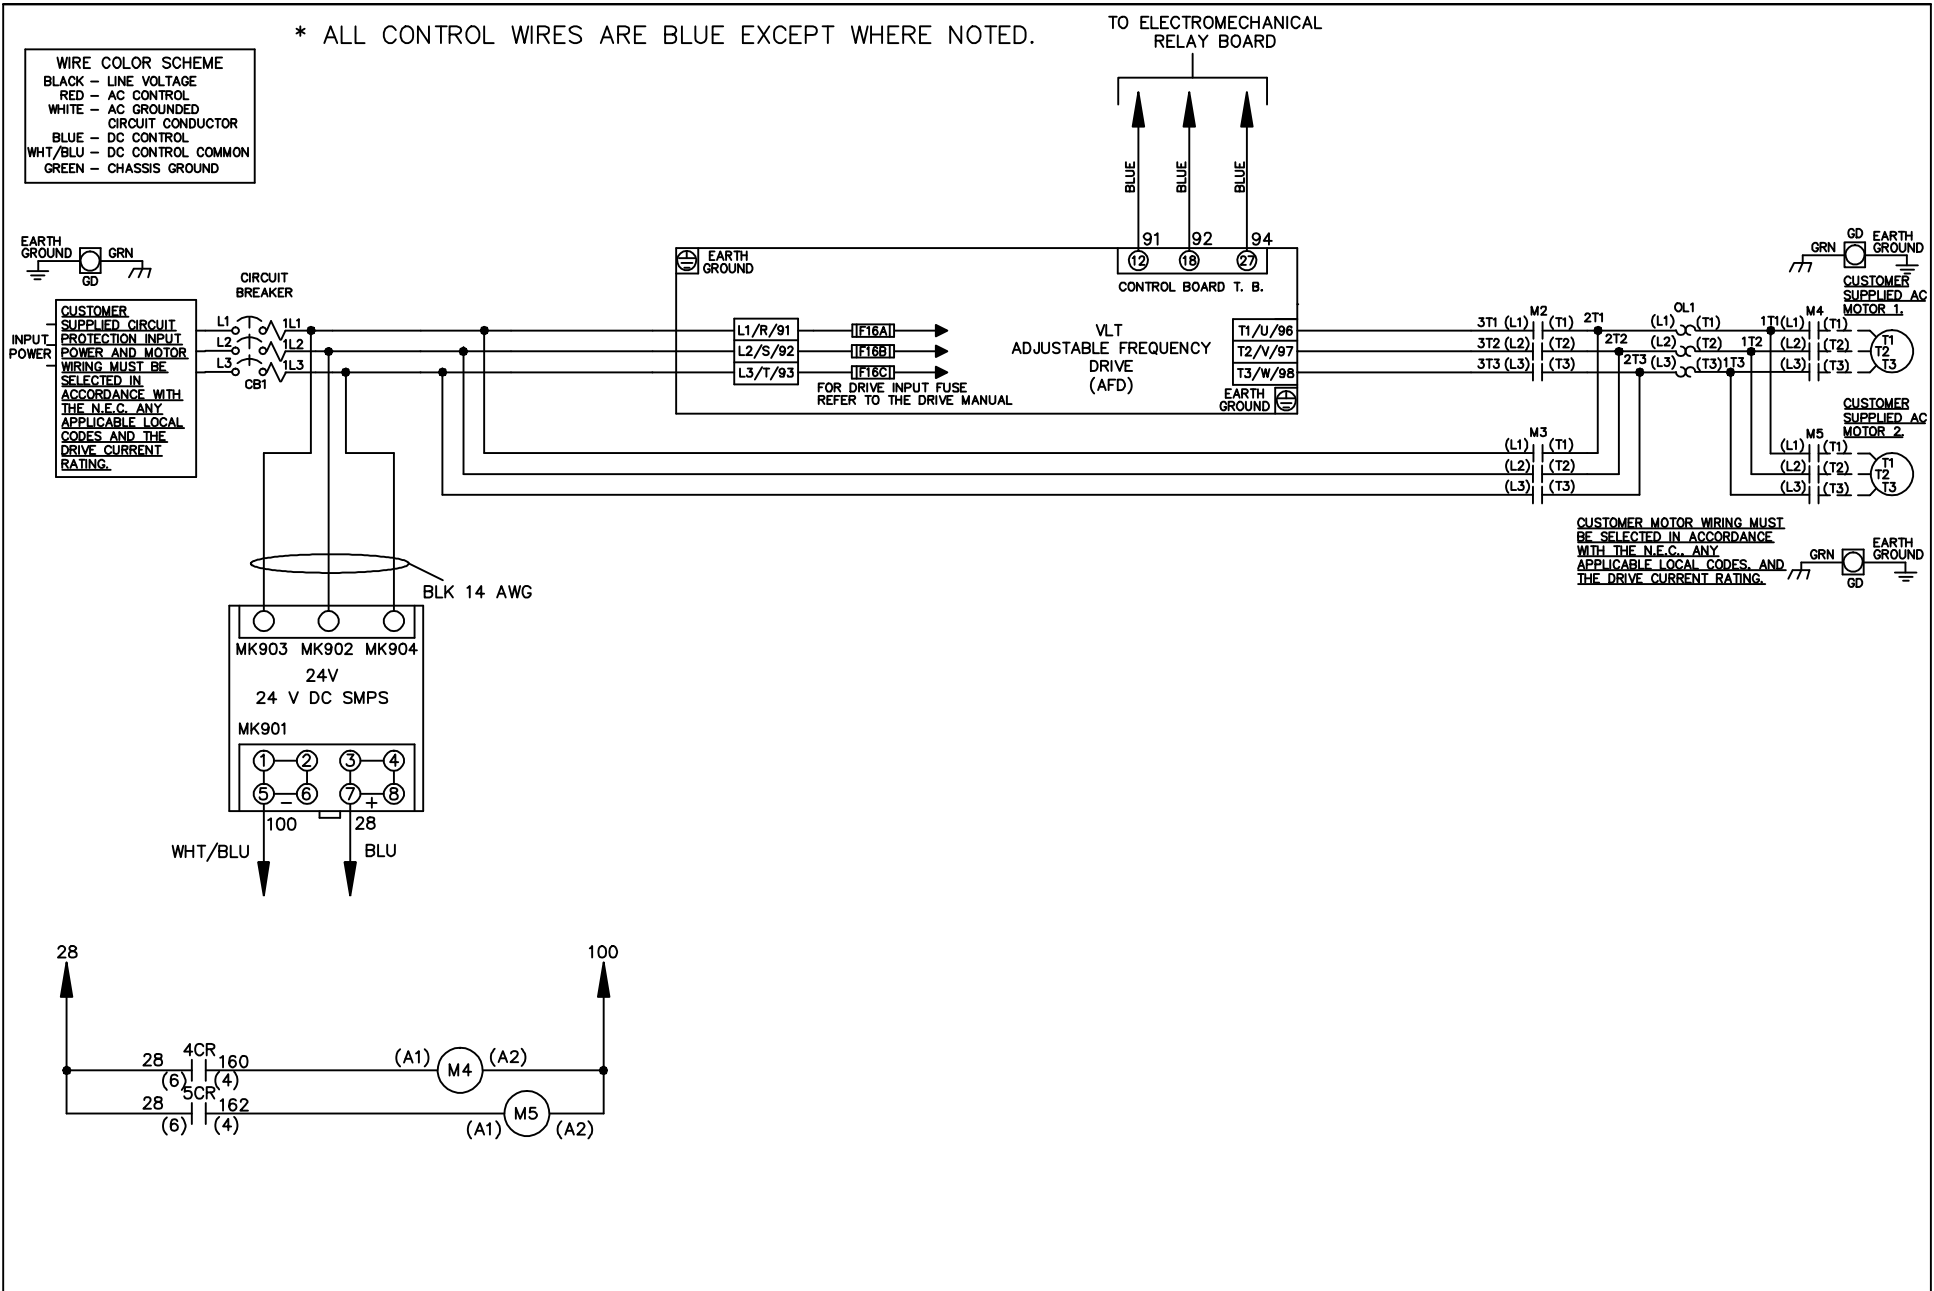 * ALL CONTROL WIRES ARE BLUE EXCEPT WHERE NOTED.
TO ELECTROMECHANICAL
RELAY BOARD
WIRE COLOR SCHEME
BLACK – LINE VOLTAGE
RED – AC CONTROL
WHITE – AC GROUNDED
CIRCUIT CONDUCTOR
BLUE – DC CONTROL
WHT/BLU – DC CONTROL COMMON
GREEN – CHASSIS GROUND
BLUE
BLUE
BLUE
91 92 94
12 18 27
CONTROL BOARD T. B.
EARTH
GROUND
GRN
GD
INPUT
POWER
CUSTOMER
SUPPLIED CIRCUIT
PROTECTION INPUT
POWER AND MOTOR
WIRING MUST BE
SELECTED IN
ACCORDANCE WITH
THE N.E.C. ANY
APPLICABLE LOCAL
CODES AND THE
DRIVE CURRENT
RATING.
CIRCUIT
BREAKER
L1 1L1
L2 1L2
L3 1L3
CB1
EARTH
GROUND
L1/R/91 F16A
L2/S/92 F16B
L3/T/93 F16C
FOR DRIVE INPUT FUSE
REFER TO THE DRIVE MANUAL
VLT
ADJUSTABLE FREQUENCY
DRIVE
(AFD)
T1/U/96
T2/V/97
T3/W/98
EARTH
GROUND
M2
3T1 (L1) (T1) 2T1
3T2 (L2) (T2) 2T2
3T3 (L3) (T3) 2T3
OL1
(L1) (T1) 1T1
(L2) (T2) 1T2
(L3) (T3) 1T3
M4
(L1) (T1)
(L2) (T2)
(L3) (T3)
T1
T2
T3
GRN
GD
EARTH
GROUND
CUSTOMER
SUPPLIED AC
MOTOR 1.
CUSTOMER
SUPPLIED AC
MOTOR 2.
M3
(L1) (T1)
(L2) (T2)
(L3) (T3)
M5
(L1) (T1)
(L2) (T2)
(L3) (T3)
T1
T2
T3
CUSTOMER MOTOR WIRING MUST
BE SELECTED IN ACCORDANCE
WITH THE N.E.C., ANY
APPLICABLE LOCAL CODES, AND
THE DRIVE CURRENT RATING.
GRN
GD
EARTH
GROUND
BLK 14 AWG
MK903 MK902 MK904
24V
24 V DC SMPS
MK901
1 2 3 4
5 – 6 7 + 8
100 28
WHT/BLU BLU
28 100
4CR
28 160 (A1) M4 (A2)
(6) (4)
5CR
28 162 M5
(6) (4) (A1) (A2)